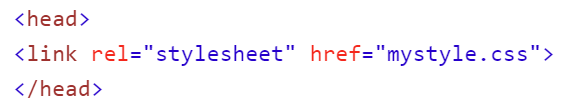 <head>
<link rel="stylesheet" href="mystyle.css">
</head>